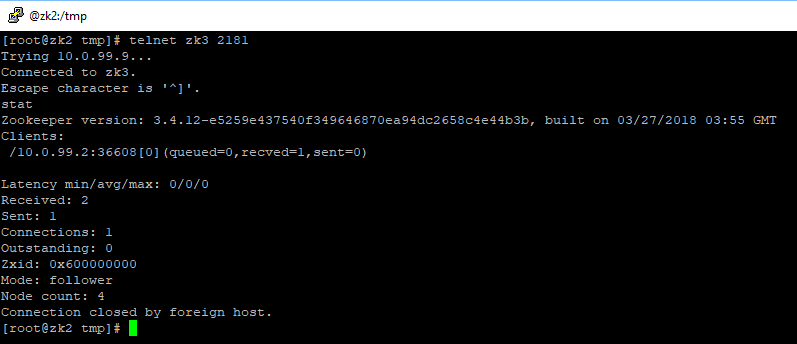 @zk2:/tmp
[root@zk2 tmp]# telnet zk3 2181
Trying 10.0.99.9...
Connected to zk3.
Escape character is '^]'.
stat
Zookeeper version: 3.4.12-e5259e437540f349646870ea94dc2658c4e44b3b, built on 03/27/2018 03:55 GMT
Clients:
 /10.0.99.2:36608[0](queued=0,recved=1,sent=0)

Latency min/avg/max: 0/0/0
Received: 2
Sent: 1
Connections: 1
Outstanding: 0
Zxid: 0x600000000
Mode: follower
Node count: 4
Connection closed by foreign host.
[root@zk2 tmp]#